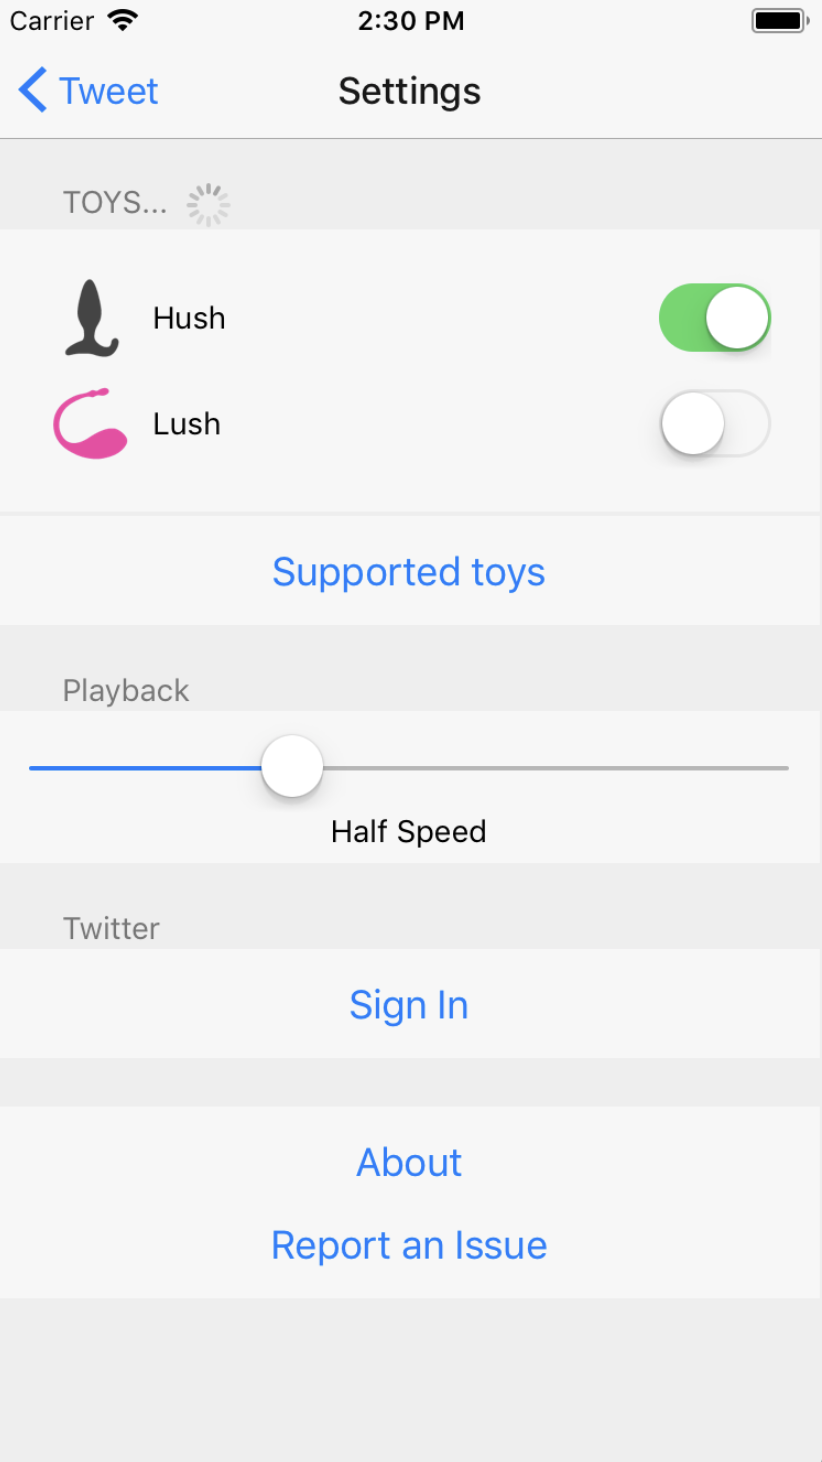 Carrier 2:30 PM
Tweet Settings
TOYS...
Hush
Lush
Supported toys
Playback
Half Speed
Twitter
Sign In
About
Report an Issue